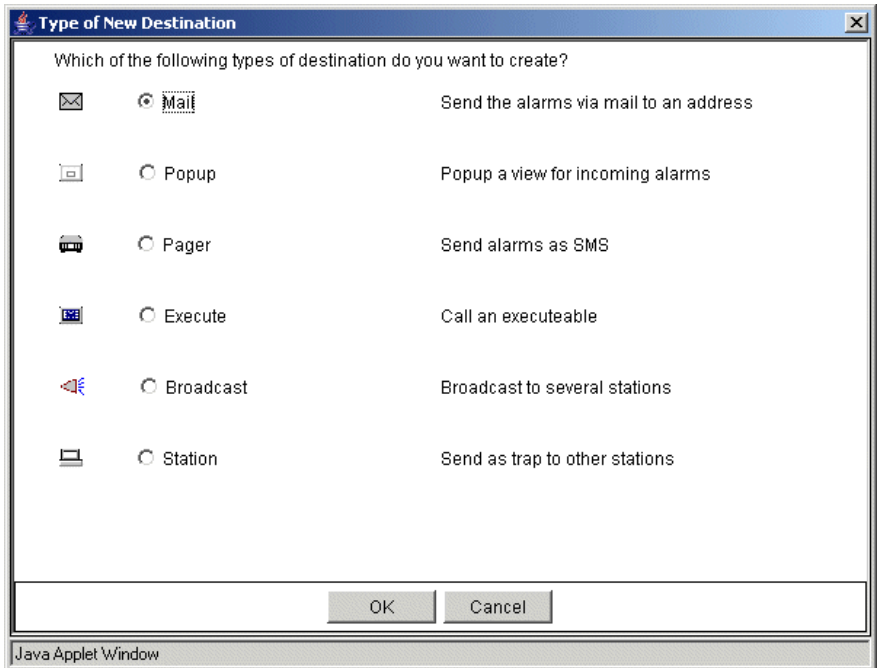 Type of New Destination
Which of the following types of destination do you want to create?
Mail Send the alarms via mail to an address
Popup Popup a view for incoming alarms
Pager Send alarms as SMS
Execute Call an executeable
Broadcast Broadcast to several stations
Station Send as trap to other stations
OK Cancel
Java Applet Window